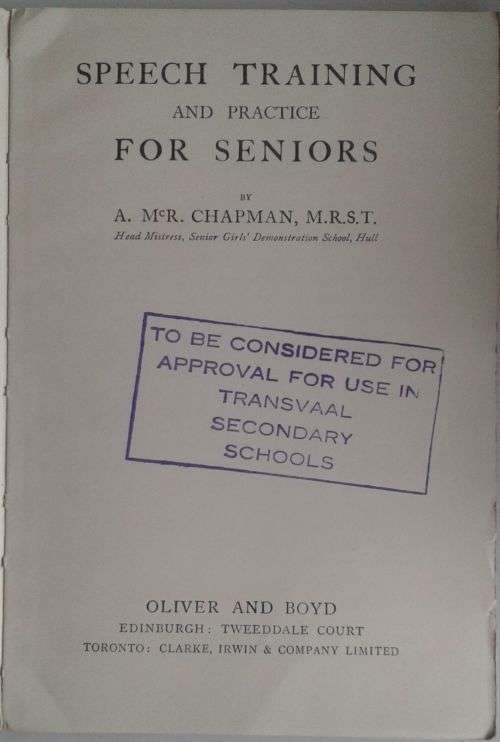 SPEECH TRAINING
AND PRACTICE
FOR SENIORS
BY
A. McR. CHAPMAN, M.R.S.T.
Head Mistress, Senior Girls' Demonstration School, Hull
TO BE CONSIDERED FOR
APPROVAL FOR USE IN
TRANSVAAL
SECONDARY
SCHOOLS
OLIVER AND BOYD
EDINBURGH: TWEEDDALE COURT
TORONTO: CLARKE, IRWIN & COMPANY LIMITED